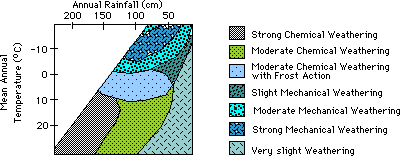 Annual Rainfall (cm)
200 150 100 50
Mean Annual
Temperature (°C)
-10
0
10
20
Strong Chemical Weathering
Moderate Chemical Weathering
Moderate Chemical Weathering
with Frost Action
Slight Mechanical Weathering
Moderate Mechanical Weathering
Strong Mechanical Weathering
Very slight Weathering